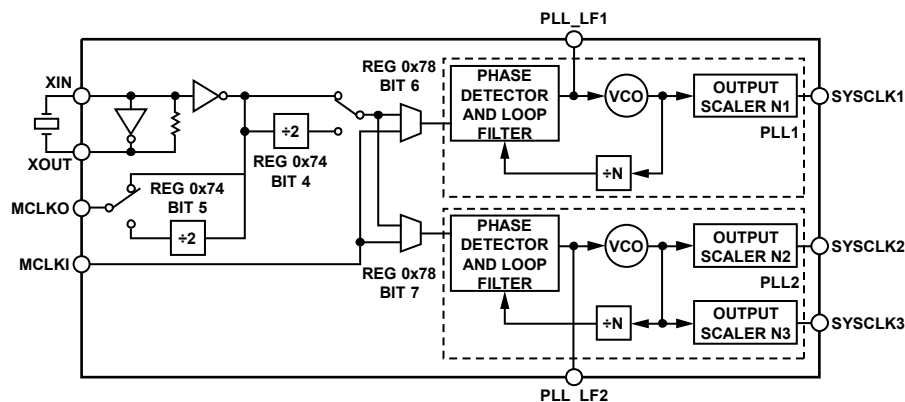 PLL_LF1
XIN
REG 0x78
BIT 6
PHASE
DETECTOR
AND LOOP
FILTER
VCO
OUTPUT
SCALER N1
SYSCLK1
PLL1
÷2
XOUT
REG 0x74
BIT 4
÷N
MCLKO
REG 0x74
BIT 5
÷2
PHASE
DETECTOR
AND LOOP
FILTER
VCO
OUTPUT
SCALER N2
SYSCLK2
PLL2
MCLKI
REG 0x78
BIT 7
÷N
OUTPUT
SCALER N3
SYSCLK3
PLL_LF2